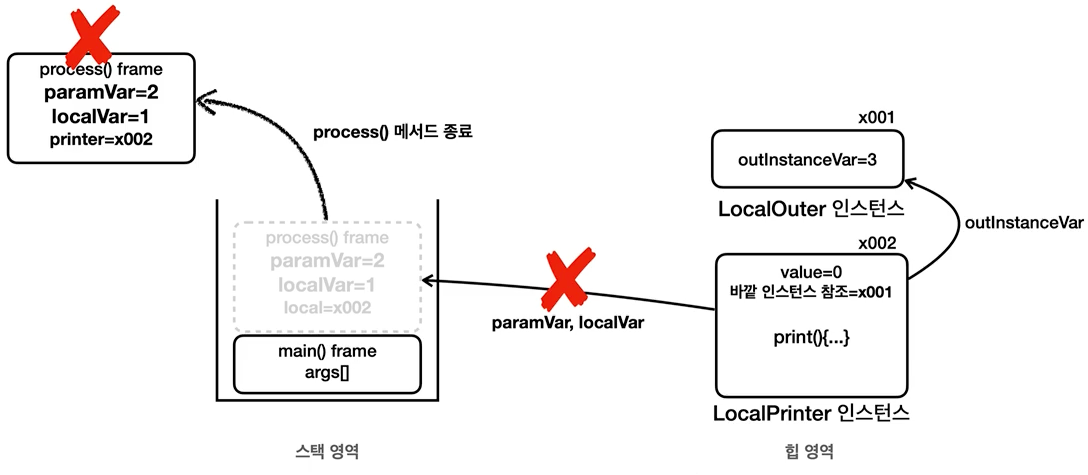 process() frame
paramVar=2
localVar=1
printer=x002
process() 메서드 종료
process() frame
paramVar=2
localVar=1
local=x002
main() frame
args[]
스택 영역
paramVar, localVar
x001
outInstanceVar=3
LocalOuter 인스턴스
outInstanceVar
x002
value=0
바깥 인스턴스 참조=x001
print(){...}
LocalPrinter 인스턴스
힙 영역